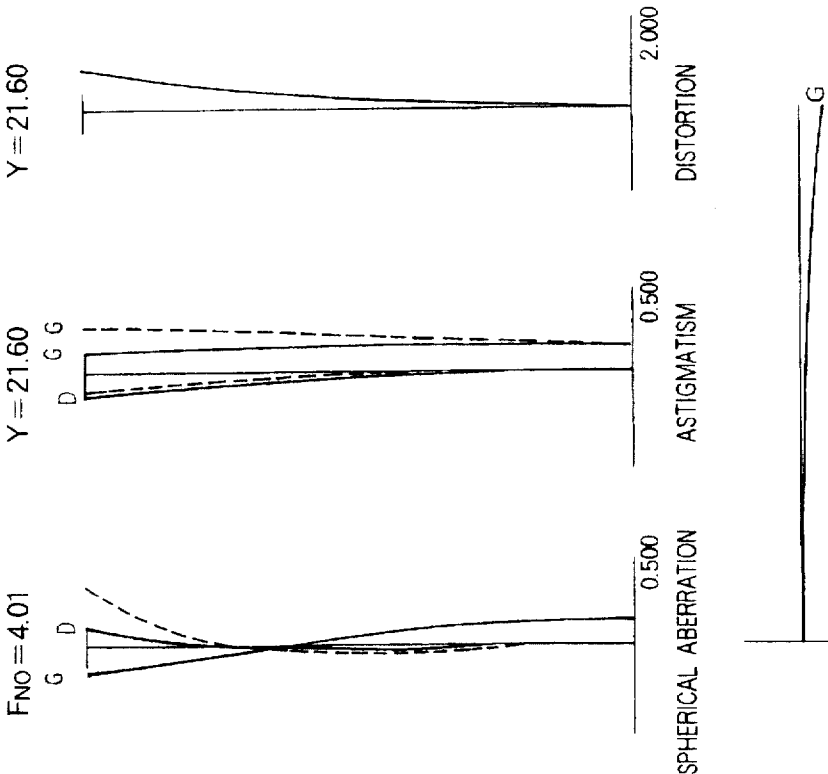 FNO=4.01
G
D
0.500
SPHERICAL ABERRATION
Y=21.60
D
G
G
0.500
ASTIGMATISM
Y=21.60
2.000
DISTORTION
G